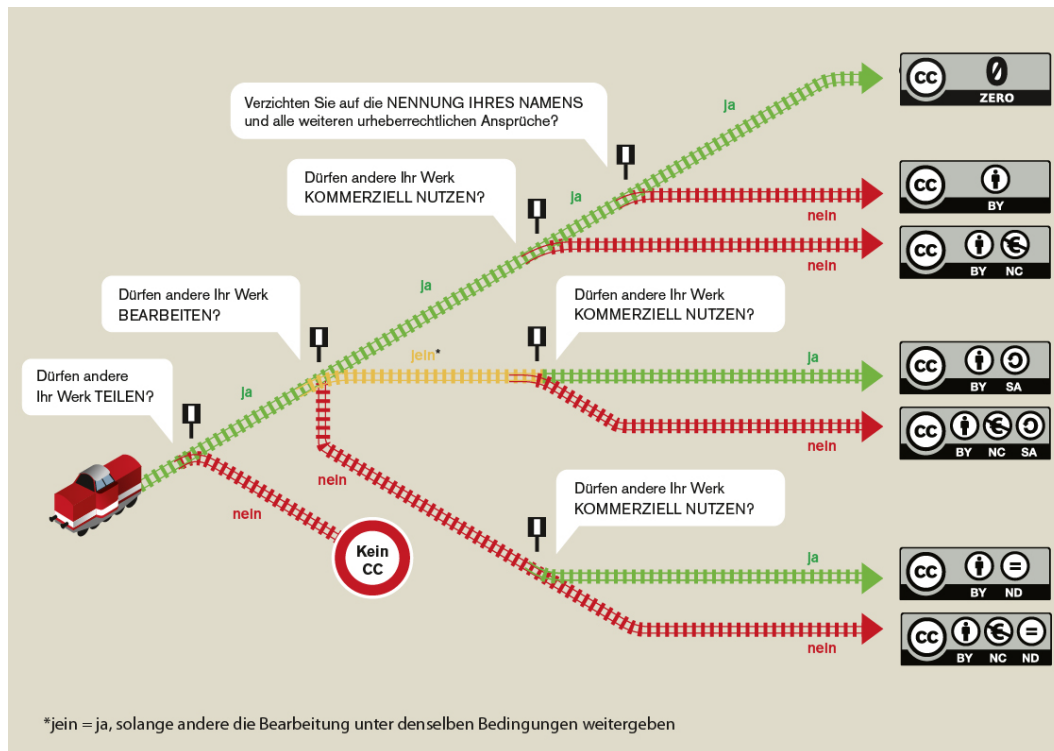 Verzichten Sie auf die NENNUNG IHRES NAMENS
und alle weiteren urheberrechtlichen Ansprüche?
ja
cc
0
ZERO
Dürfen andere Ihr Werk
KOMMERZIELL NUTZEN?
ja
nein
cc
BY
nein
cc
€
BY NC
Dürfen andere Ihr Werk
BEARBEITEN?
ja
Dürfen andere Ihr Werk
KOMMERZIELL NUTZEN?
jein*
ja
cc
BY SA
nein
cc
€
BY NC SA
Dürfen andere
Ihr Werk TEILEN?
ja
nein
Kein
CC
nein
Dürfen andere Ihr Werk
KOMMERZIELL NUTZEN?
ja
cc
=
BY ND
nein
cc
€ =
BY NC ND
*jein = ja, solange andere die Bearbeitung unter denselben Bedingungen weitergeben